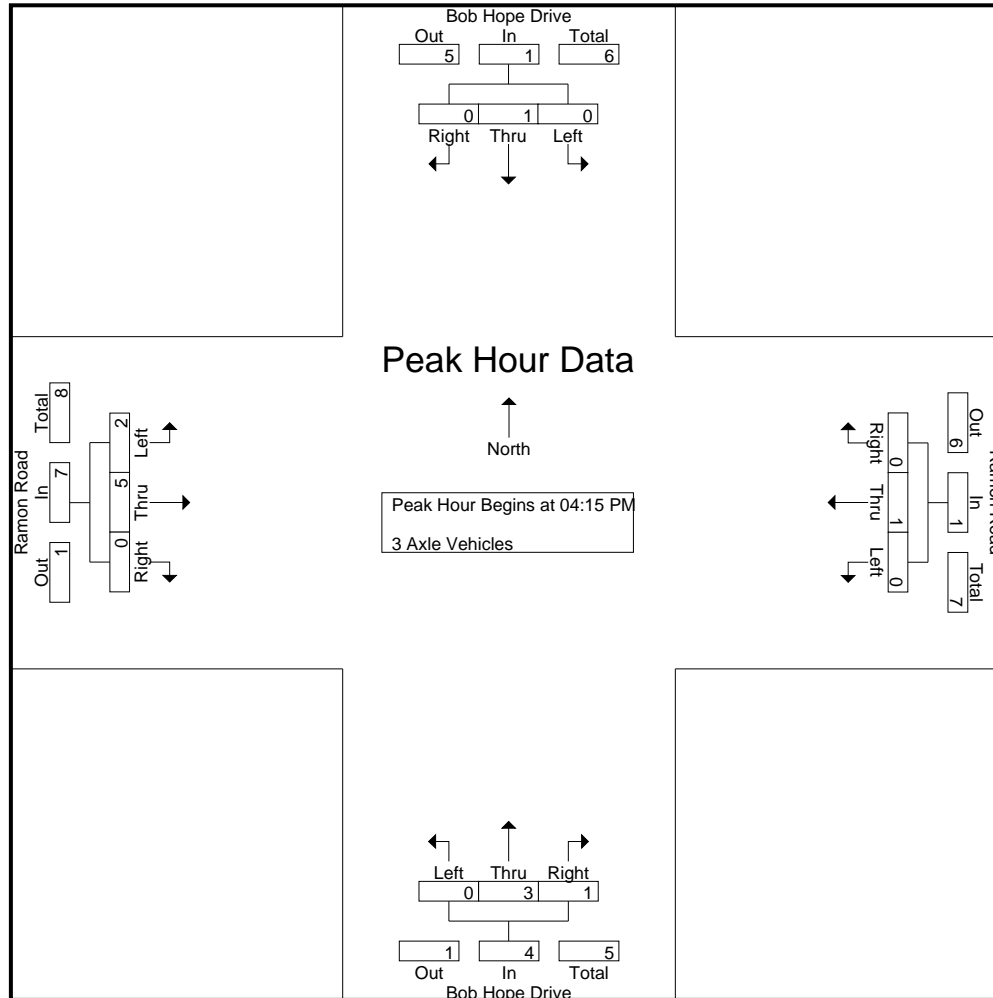 Bob Hope Drive
Out In Total
5 1 6
0 1 0
Right Thru Left
Peak Hour Data
North
Peak Hour Begins at 04:15 PM
3 Axle Vehicles
Ramon Road
Total In Out
8 7 1
2 5 0
Left Thru Right
Right Thru Left
0 1 0
Out In Total
6 1 7
Ramon Road
Left Thru Right
0 3 1
1 4 5
Out In Total
Bob Hope Drive